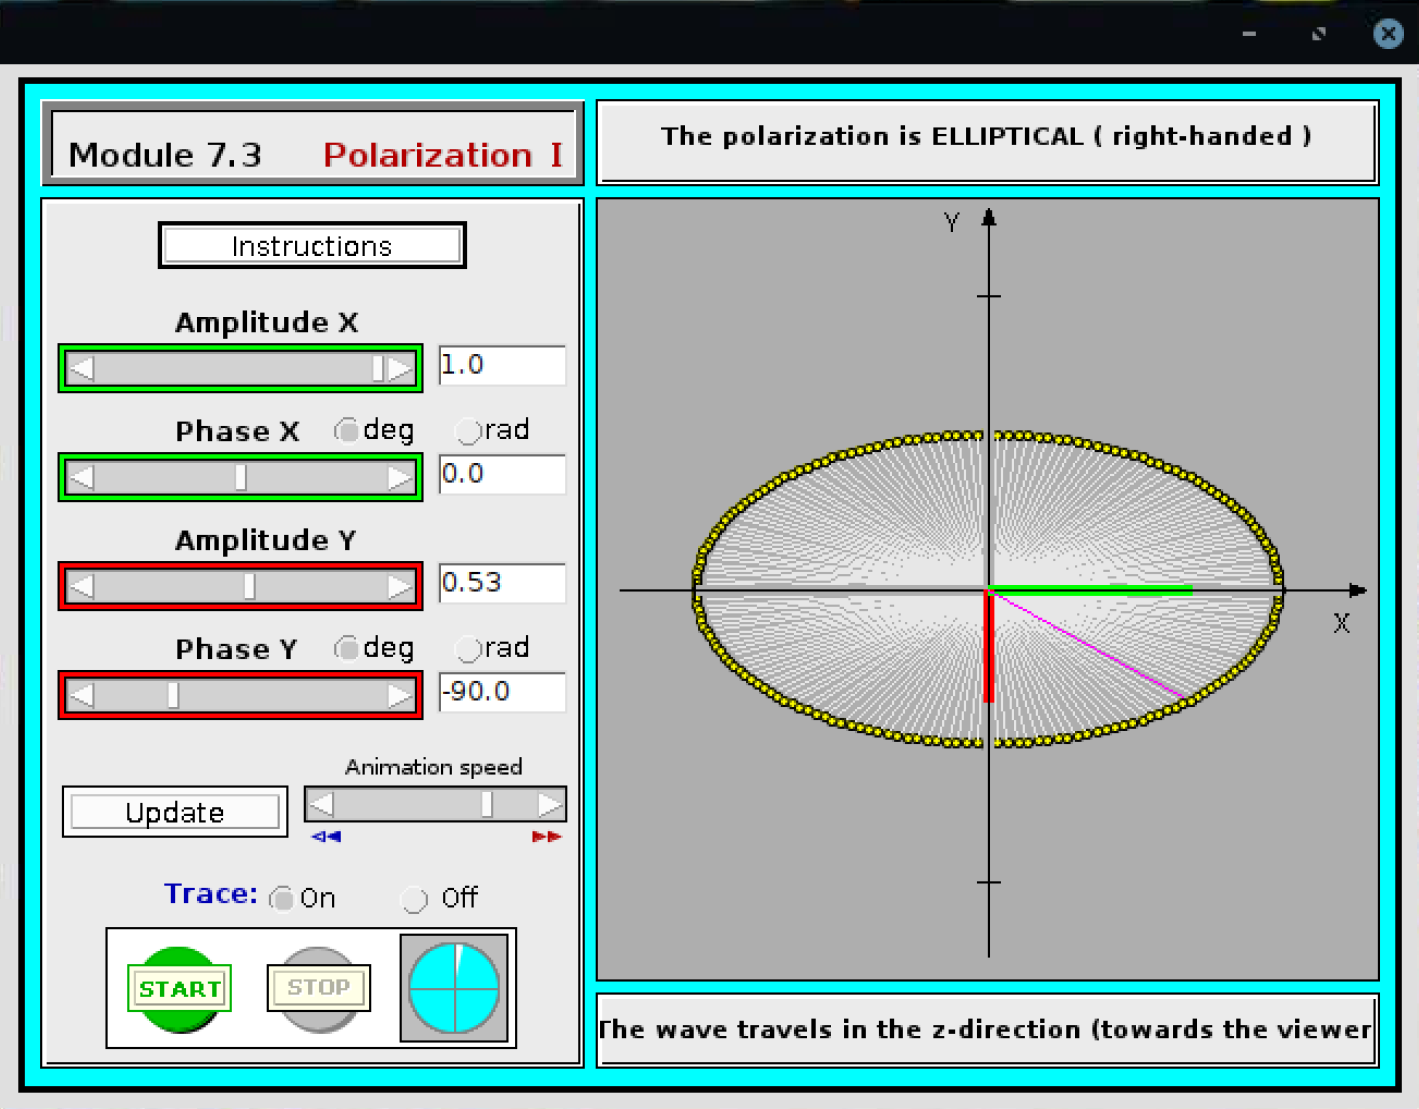 Module 7.3 Polarization I
The polarization is ELLIPTICAL ( right-handed )
Instructions
Amplitude X
1.0
Phase X deg rad
0.0
Amplitude Y
0.53
Phase Y deg rad
-90.0
Animation speed
Update
Trace: On Off
START STOP
Y
X
The wave travels in the z-direction (towards the viewer